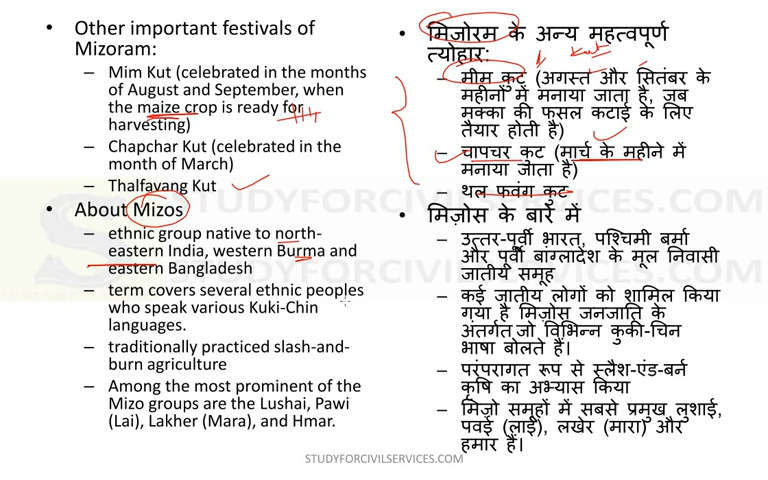 • Other important festivals of
Mizoram:
– Mim Kut (celebrated in the months
of August and September, when
the maize crop is ready for
harvesting)
– Chapchar Kut (celebrated in the
month of March)
– Thalfavang Kut
• About Mizos
– ethnic group native to north-
eastern India, western Burma and
eastern Bangladesh
– term covers several ethnic peoples
who speak various Kuki-Chin
languages.
– traditionally practiced slash-and-
burn agriculture
– Among the most prominent of the
Mizo groups are the Lushai, Pawi
(Lai), Lakher (Mara), and Hmar.
• मिजोरम के अन्य महत्वपूर्ण
त्योहार:
– मीम कुट (अगस्त और सितंबर के
महीनों में मनाया जाता है, जब
मक्का की फसल कटाई के लिए
तैयार होती है)
– चापचर कुट (मार्च के महीने में
मनाया जाता है)
– थल फवंग कुट
• मिज़ोस के बारे में
– उत्तर-पूर्वी भारत, पश्चिमी बर्मा
और पूर्वी बांग्लादेश के मूल निवासी
जातीय समूह
– कई जातीय लोगों को शामिल किया
गया है मिज़ोस जनजाति के
अंतर्गत जो विभिन्न कुकी-चिन
भाषा बोलते हैं।
– परंपरागत रूप से स्लैश-एंड-बर्न
कृषि का अभ्यास किया
– मिज़ो समूहों में सबसे प्रमुख लुशाई,
पवई (लाई), लखेर (मारा) और
हमार हैं।
Kut
STUDYFORCIVILSERVICES.COM
STUDYFORCIVILSERVICES.COM
STUDYFORCIVILSERVICES.COM